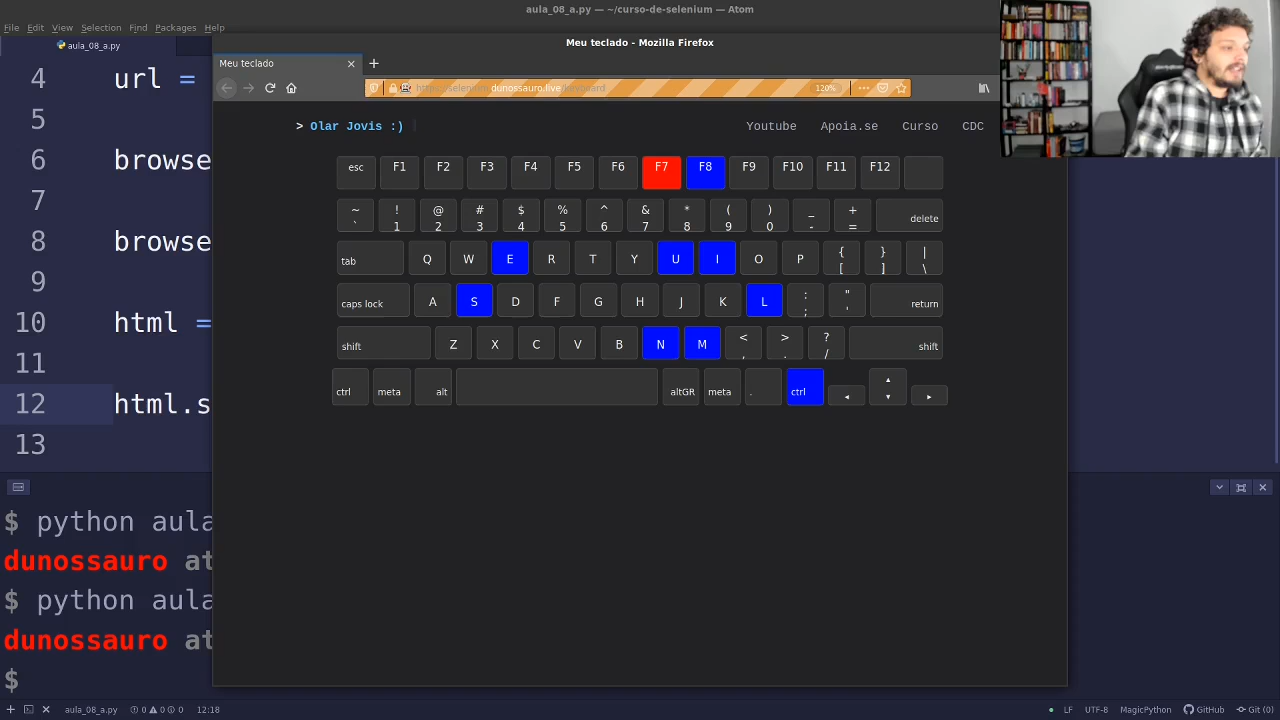 aula_08_a.py — ~/curso-de-selenium — Atom
File Edit View Selection Find Packages Help
aula_08_a.py
Meu teclado - Mozilla Firefox
Meu teclado
dunossauro.live
120%
> Olar Jovis :)
Youtube Apoia.se Curso CDC
esc F1 F2 F3 F4 F5 F6 F7 F8 F9 F10 F11 F12
~ ! @ # $ % ^ & * ( ) _ +
` 1 2 3 4 5 6 7 8 9 0 - = delete
tab Q W E R T Y U I O P { } |
[ ] \
caps lock A S D F G H J K L : " return
; '
shift Z X C V B N M < > ? shift
, . /
ctrl meta alt altGR meta . ctrl ◂ ▴ ▾ ▸
4 url =
5
6 browse
7
8 browse
9
10 html =
11
12 html.s
13
$ python aula
dunossauro at
$ python aula
dunossauro at
$
aula_08_a.py 0 0 0 12:18 LF UTF-8 MagicPython GitHub Git (0)